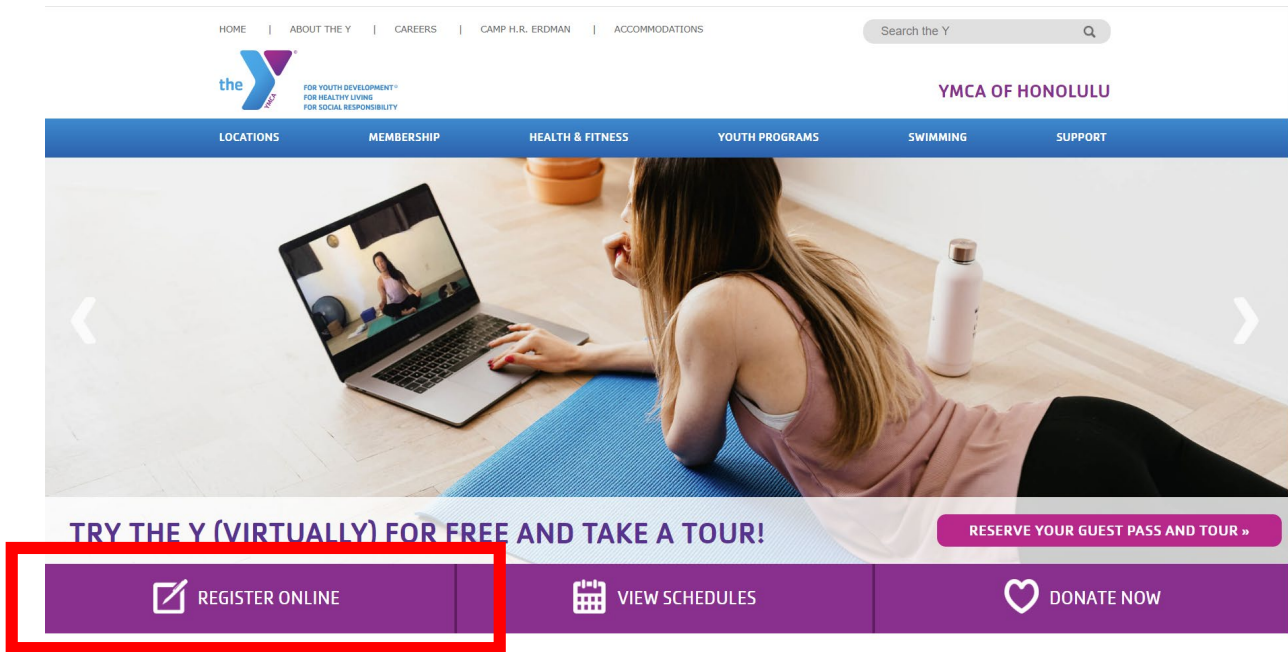 HOME | ABOUT THE Y | CAREERS | CAMP H.R. ERDMAN | ACCOMMODATIONS
Search the Y
the
YMCA
®
FOR YOUTH DEVELOPMENT®
FOR HEALTHY LIVING
FOR SOCIAL RESPONSIBILITY
YMCA OF HONOLULU
LOCATIONS MEMBERSHIP HEALTH & FITNESS YOUTH PROGRAMS SWIMMING SUPPORT
TRY THE Y (VIRTUALLY) FOR FREE AND TAKE A TOUR!
RESERVE YOUR GUEST PASS AND TOUR »
REGISTER ONLINE VIEW SCHEDULES DONATE NOW